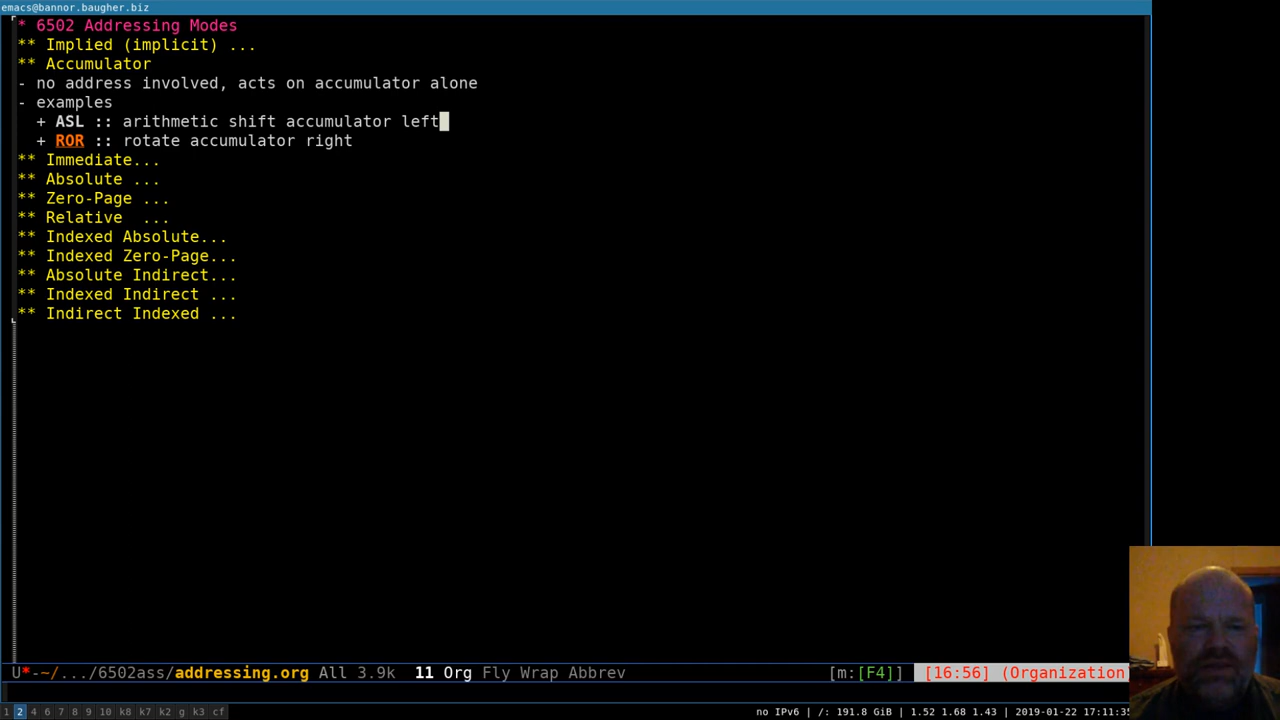 emacs@bannor.baugher.biz
* 6502 Addressing Modes
** Implied (implicit) ...
** Accumulator
- no address involved, acts on accumulator alone
- examples
+ ASL :: arithmetic shift accumulator left
+ ROR :: rotate accumulator right
** Immediate...
** Absolute ...
** Zero-Page ...
** Relative  ...
** Indexed Absolute...
** Indexed Zero-Page...
** Absolute Indirect...
** Indexed Indirect ...
** Indirect Indexed ...
U*-~/.../6502ass/addressing.org All 3.9k  11 Org Fly Wrap Abbrev [m:[F4]] [16:56] (Organization
1 2 4 6 7 8 9 10 k8 k7 k2 g k3 cf no IPv6 | /: 191.8 GiB | 1.52 1.68 1.43 | 2019-01-22 17:11:35